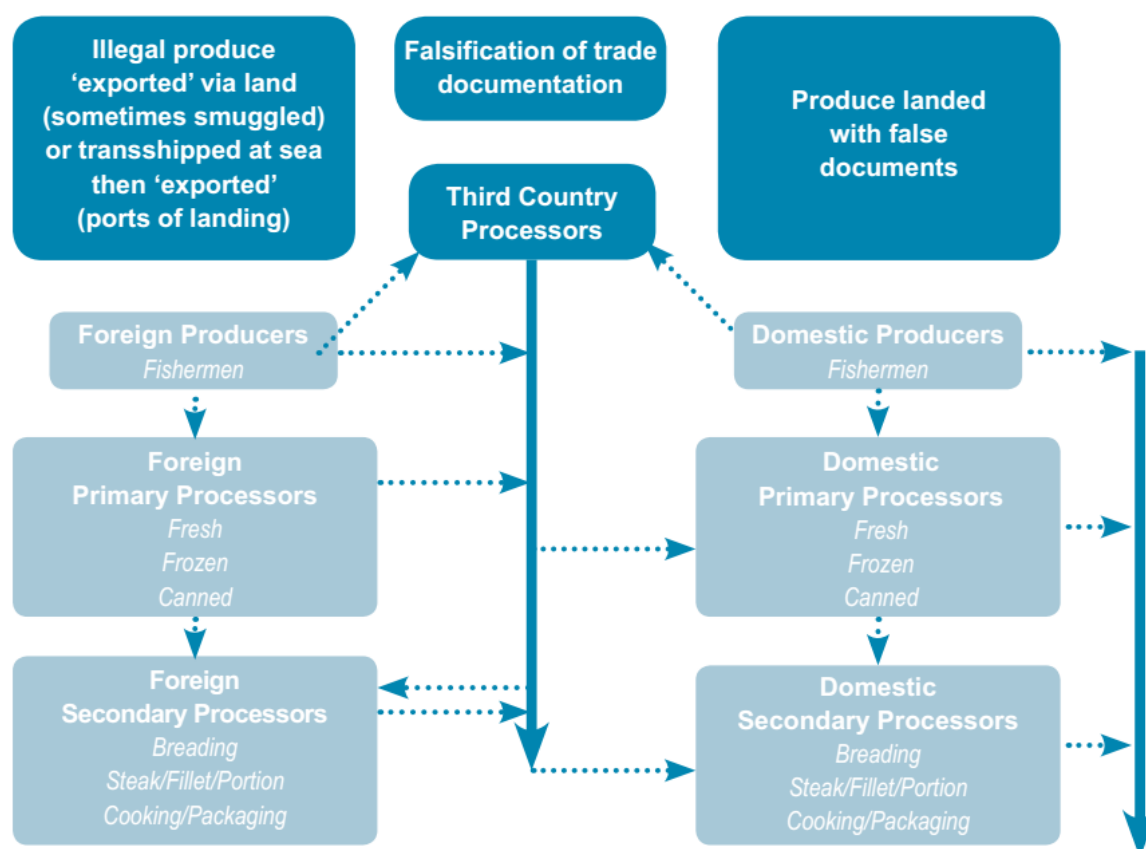 Illegal produce
‘exported’ via land
(sometimes smuggled)
or transshipped at sea
then ‘exported’
(ports of landing)
Falsification of trade
documentation
Produce landed
with false
documents
Third Country
Processors
Foreign Producers
Fishermen
Domestic Producers
Fishermen
Foreign
Primary Processors
Fresh
Frozen
Canned
Domestic
Primary Processors
Fresh
Frozen
Canned
Foreign
Secondary Processors
Breading
Steak/Fillet/Portion
Cooking/Packaging
Domestic
Secondary Processors
Breading
Steak/Fillet/Portion
Cooking/Packaging